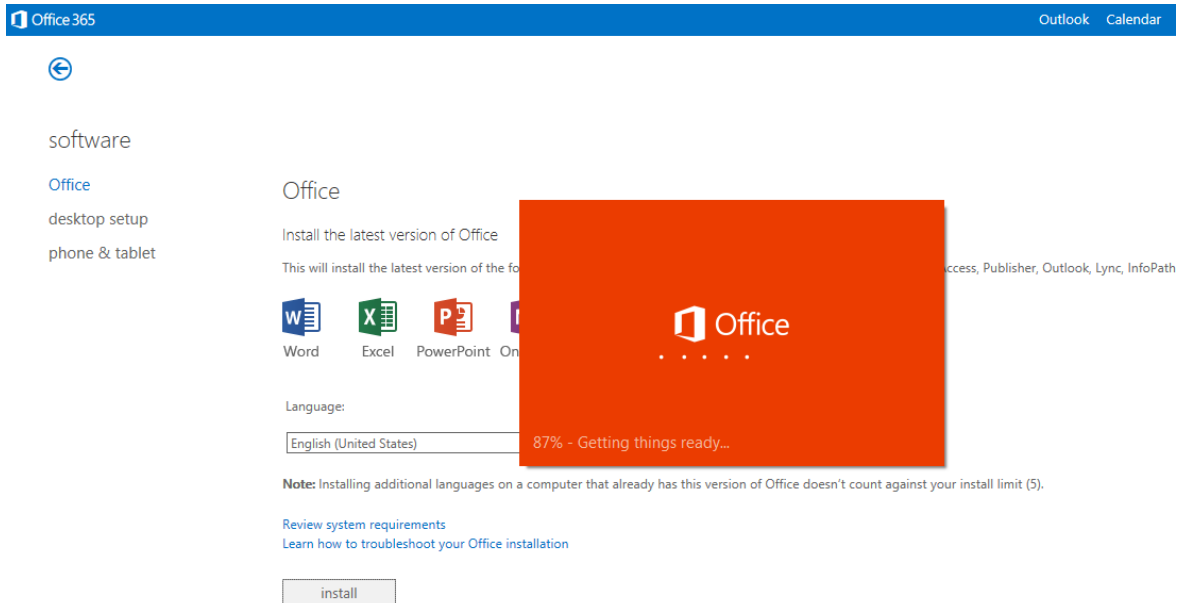 Office 365
Outlook Calendar
software
Office
desktop setup
phone & tablet
Office
Install the latest version of Office
This will install the latest version of the fo
ccess, Publisher, Outlook, Lync, InfoPath
Word Excel PowerPoint On
Office
87% - Getting things ready...
Language:
English (United States)
Note: Installing additional languages on a computer that already has this version of Office doesn't count against your install limit (5).
Review system requirements
Learn how to troubleshoot your Office installation
install